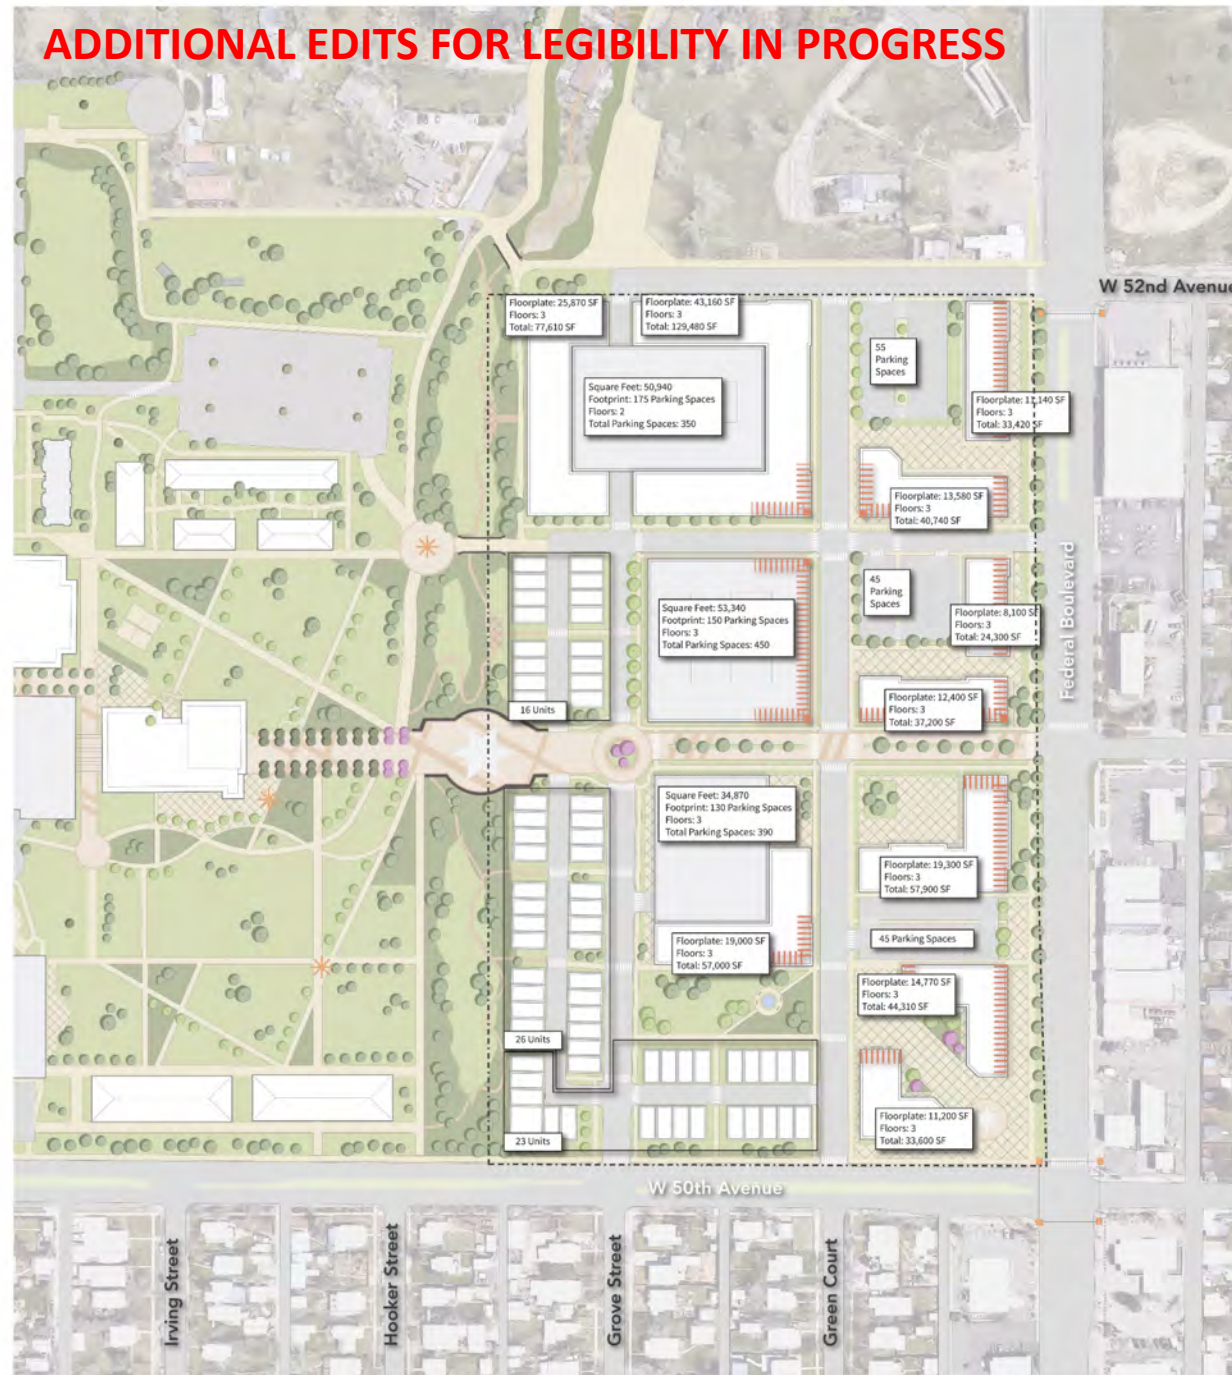 ADDITIONAL EDITS FOR LEGIBILITY IN PROGRESS
W 52nd Avenue
Floorplate: 25,870 SF
Floors: 3
Total: 77,610 SF
Floorplate: 43,160 SF
Floors: 3
Total: 129,480 SF
55
Parking
Spaces
Square Feet: 50,940
Footprint: 175 Parking Spaces
Floors: 2
Total Parking Spaces: 350
Floorplate: 11,140 SF
Floors: 3
Total: 33,420 SF
Floorplate: 13,580 SF
Floors: 3
Total: 40,740 SF
45
Parking
Spaces
Square Feet: 53,340
Footprint: 150 Parking Spaces
Floors: 3
Total Parking Spaces: 450
Floorplate: 8,100 SF
Floors: 3
Total: 24,300 SF
Federal Boulevard
16 Units
Floorplate: 12,400 SF
Floors: 3
Total: 37,200 SF
Square Feet: 34,870
Footprint: 130 Parking Spaces
Floors: 3
Total Parking Spaces: 390
Floorplate: 19,300 SF
Floors: 3
Total: 57,900 SF
Floorplate: 19,000 SF
Floors: 3
Total: 57,000 SF
45 Parking Spaces
Floorplate: 14,770 SF
Floors: 3
Total: 44,310 SF
26 Units
Floorplate: 11,200 SF
Floors: 3
Total: 33,600 SF
23 Units
W 50th Avenue
Irving Street
Hooker Street
Grove Street
Green Court